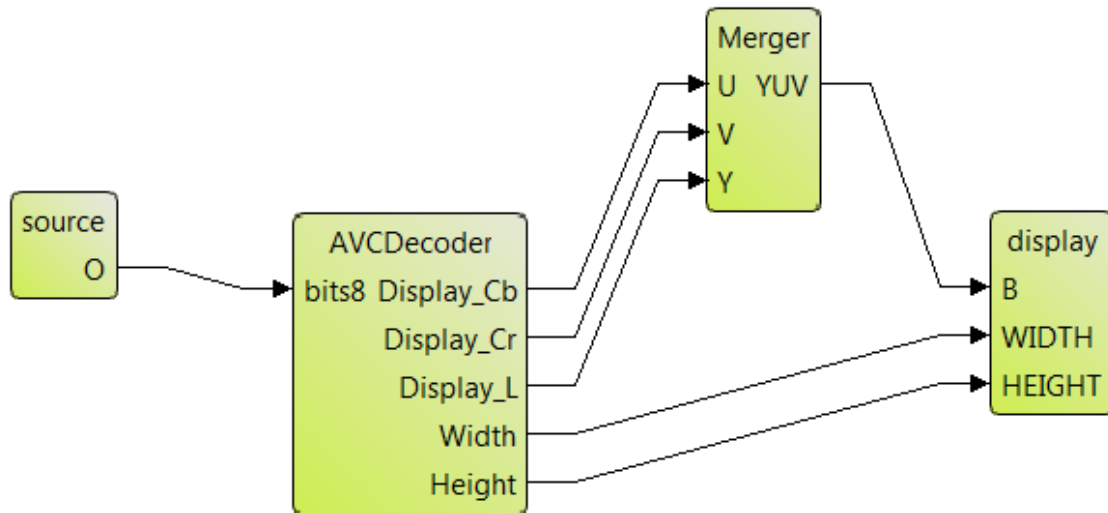 source
O
AVCDecoder
bits8 Display_Cb
Display_Cr
Display_L
Width
Height
Merger
U YUV
V
Y
display
B
WIDTH
HEIGHT